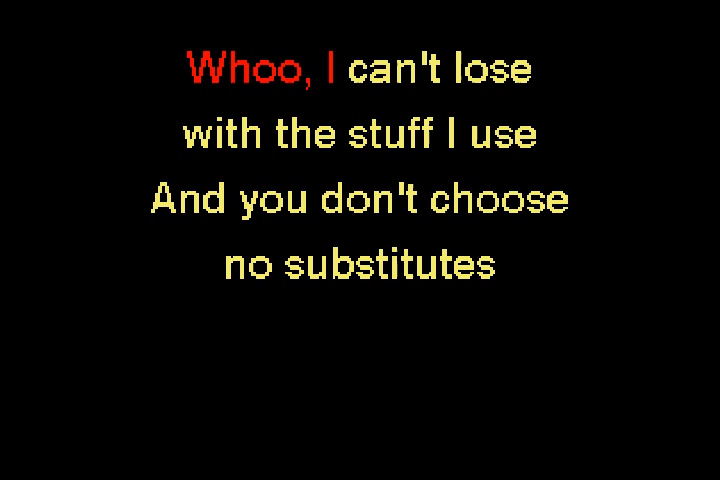 Whoo, I can't lose
with the stuff I use
And you don't choose
no substitutes